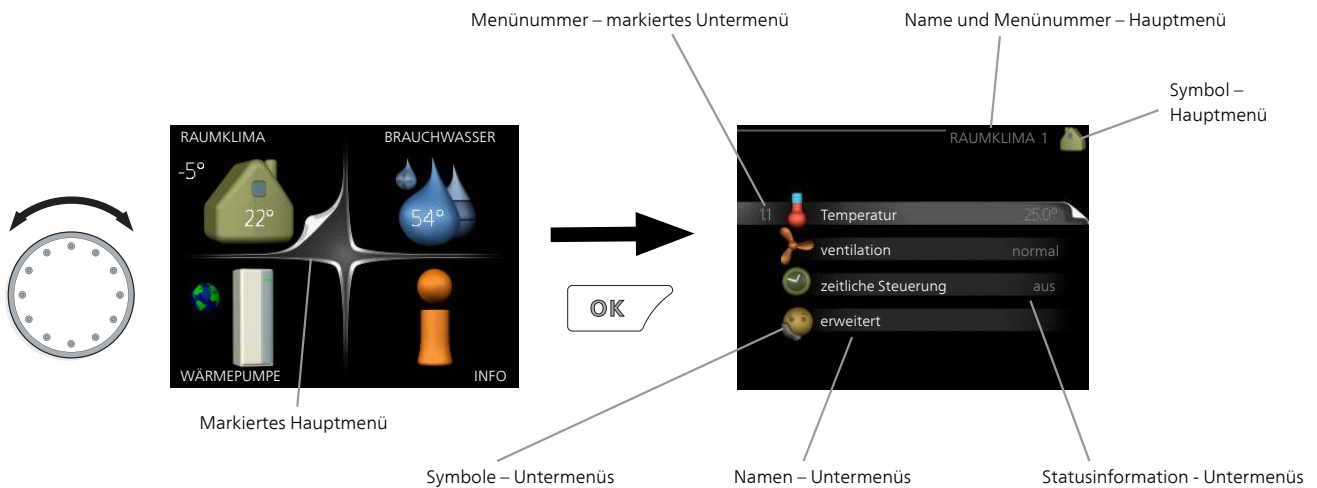 Menünummer – markiertes Untermenü
Name und Menünummer – Hauptmenü
Symbol –
Hauptmenü
RAUMKLIMA
BRAUCHWASSER
-5°
22°
54°
WÄRMEPUMPE
INFO
Markiertes Hauptmenü
OK
RAUMKLIMA 1
1.1
Temperatur
25.0°
ventilation
normal
zeitliche Steuerung
aus
erweitert
Symbole – Untermenüs
Namen – Untermenüs
Statusinformation - Untermenüs